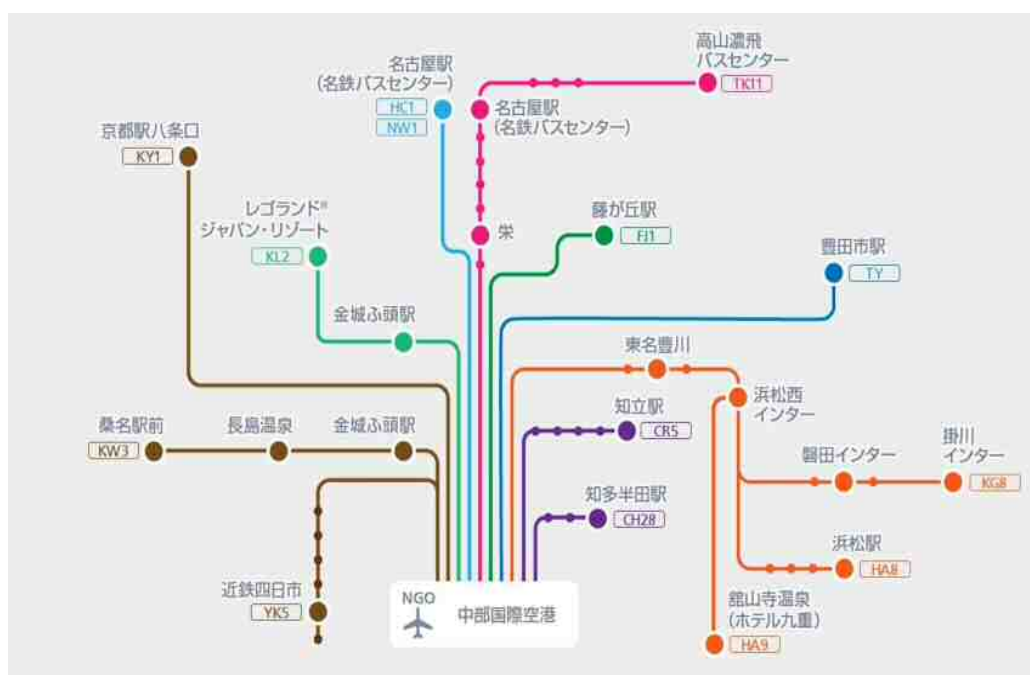 高山濃飛
バスセンター
TK11
名古屋駅
(名鉄バスセンター)
HC1
NW1
名古屋駅
(名鉄バスセンター)
京都駅八条口
KY1
レゴランド®
ジャパン・リゾート
KL2
栄
藤が丘駅
FJ1
豊田市駅
TY
金城ふ頭駅
東名豊川
浜松西
インター
桑名駅前
KW3
長島温泉
金城ふ頭駅
知立駅
CR5
磐田インター
掛川
インター
KG8
知多半田駅
CH28
浜松駅
HA8
近鉄四日市
YK5
NGO
中部国際空港
舘山寺温泉
(ホテル九重)
HA9